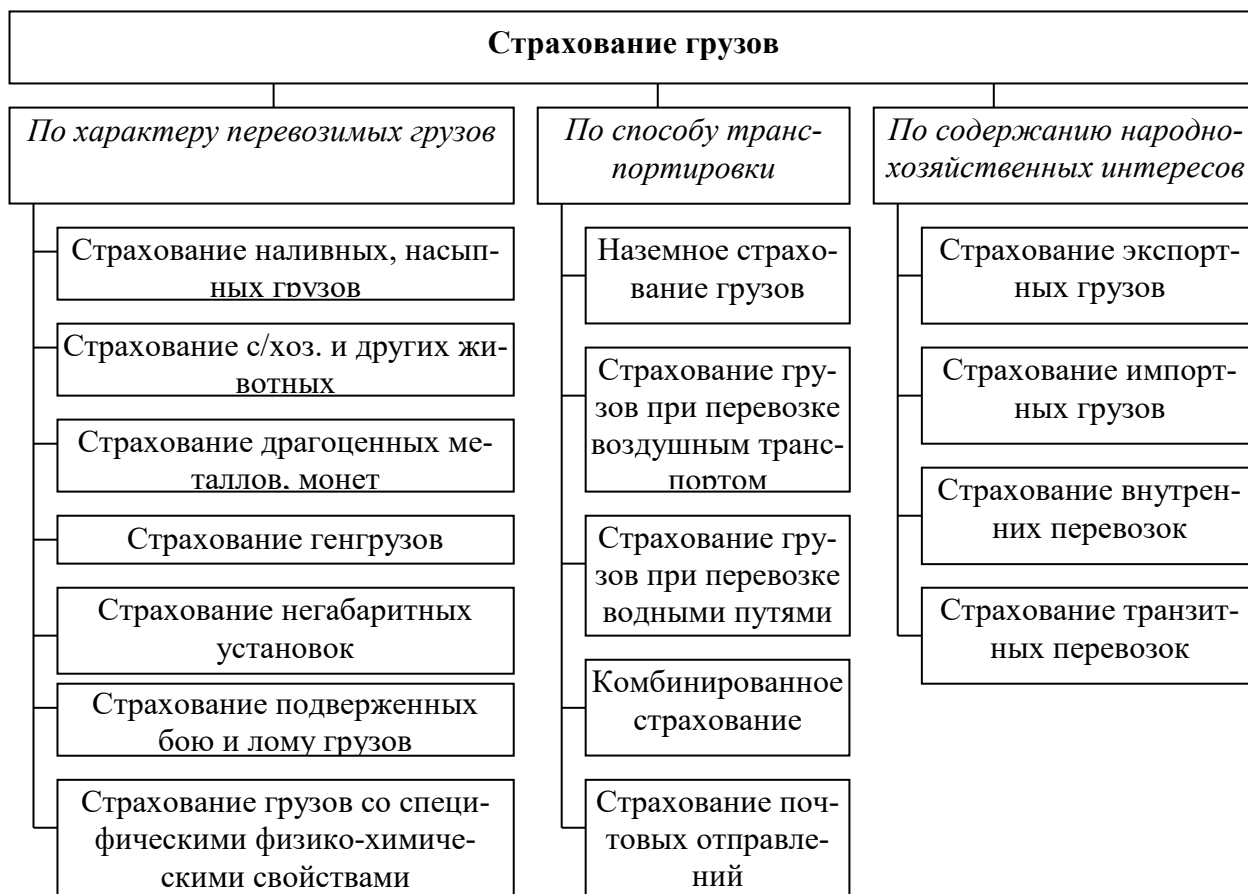 Страхование грузов
По характеру перевозимых грузов
Страхование наливных, насып-
ных грузов
Страхование с/хоз. и других жи-
вотных
Страхование драгоценных ме-
таллов, монет
Страхование генгрузов
Страхование негабаритных
установок
Страхование подверженных
бою и лому грузов
Страхование грузов со специ-
фическими физико-химиче-
скими свойствами
По способу транс-
портировки
Наземное страхо-
вание грузов
Страхование гру-
зов при перевозке
воздушным транс-
портом
Страхование гру-
зов при перевозке
водными путями
Комбинированное
страхование
Страхование поч-
товых отправле-
ний
По содержанию народно-
хозяйственных интересов
Страхование экспорт-
ных грузов
Страхование импорт-
ных грузов
Страхование внутрен-
них перевозок
Страхование транзит-
ных перевозок